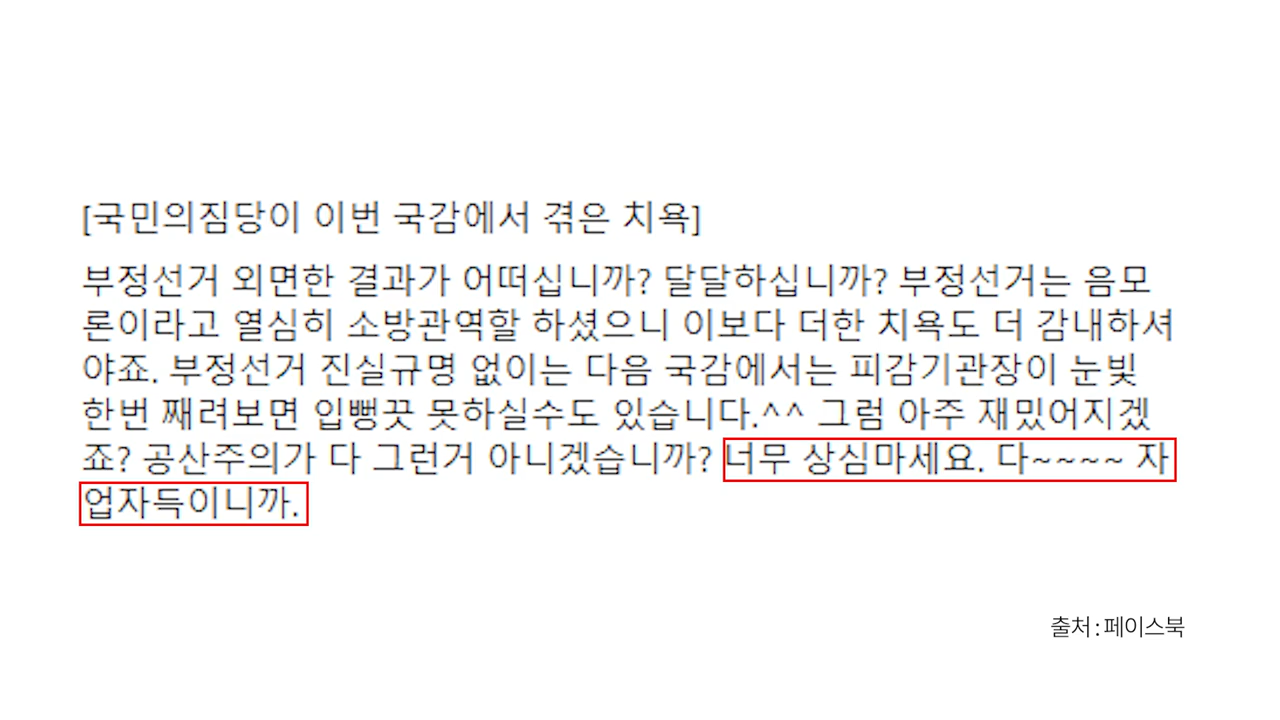 [국민의짐당이 이번 국감에서 겪은 치욕]
부정선거 외면한 결과가 어떠십니까? 달달하십니까? 부정선거는 음모
론이라고 열심히 소방관역할 하셨으니 이보다 더한 치욕도 더 감내하셔
야죠. 부정선거 진실규명 없이는 다음 국감에서는 피감기관장이 눈빛
한번 째려보면 입뻥끗 못하실수도 있습니다.^^ 그럼 아주 재밌어지겠
죠? 공산주의가 다 그런거 아니겠습니까? 너무 상심마세요. 다~~~~ 자
업자득이니까.
출처 : 페이스북